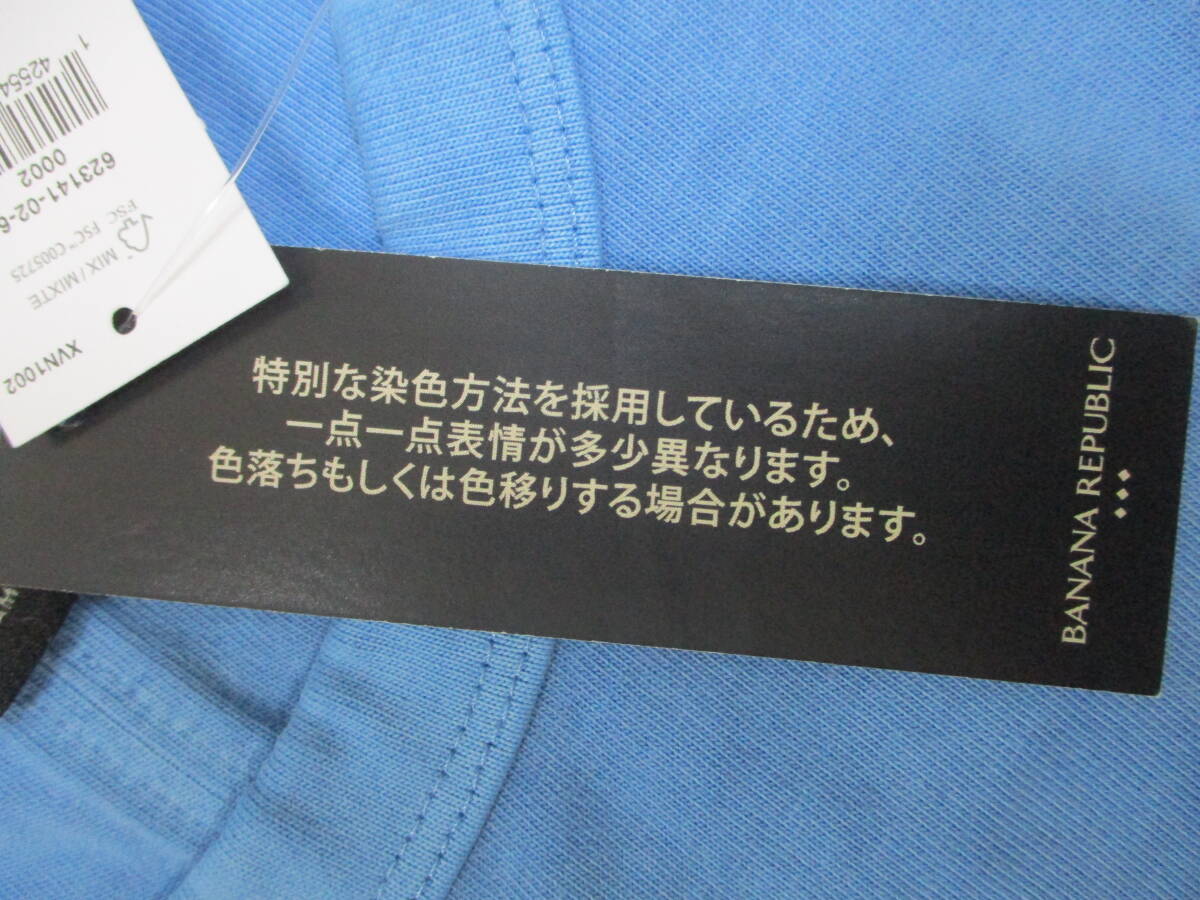 特別な染色方法を採用しているため、
一点一点表情が多少異なります。
色落ちもしくは色移りする場合があります。
BANANA REPUBLIC
XVN1002
MIX / MIXTE
FSC FSC™ C005725
623141-02-6
0002
1
42554